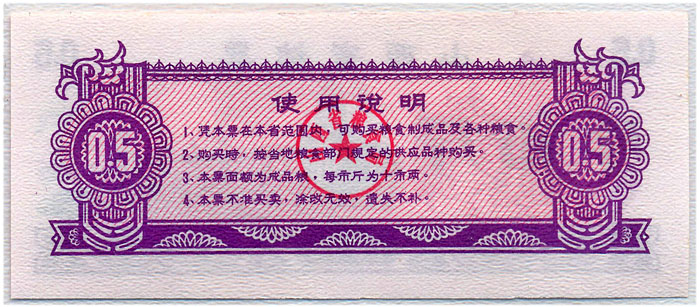 使用说明
1、凭本票在本省范围内，可购买粮食制成品及各种粮食。
2、购买时，按当地粮食部门规定的供应品种购买。
3、本票面额为成品粮，每市斤为十市两。
4、本票不准买卖，涂改无效，遗失不补。
0.5
0.5